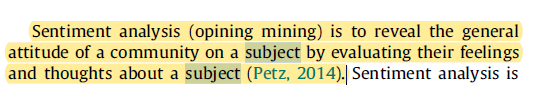 Sentiment analysis (opining mining) is to reveal the general
attitude of a community on a subject by evaluating their feelings
and thoughts about a subject (Petz, 2014). Sentiment analysis is